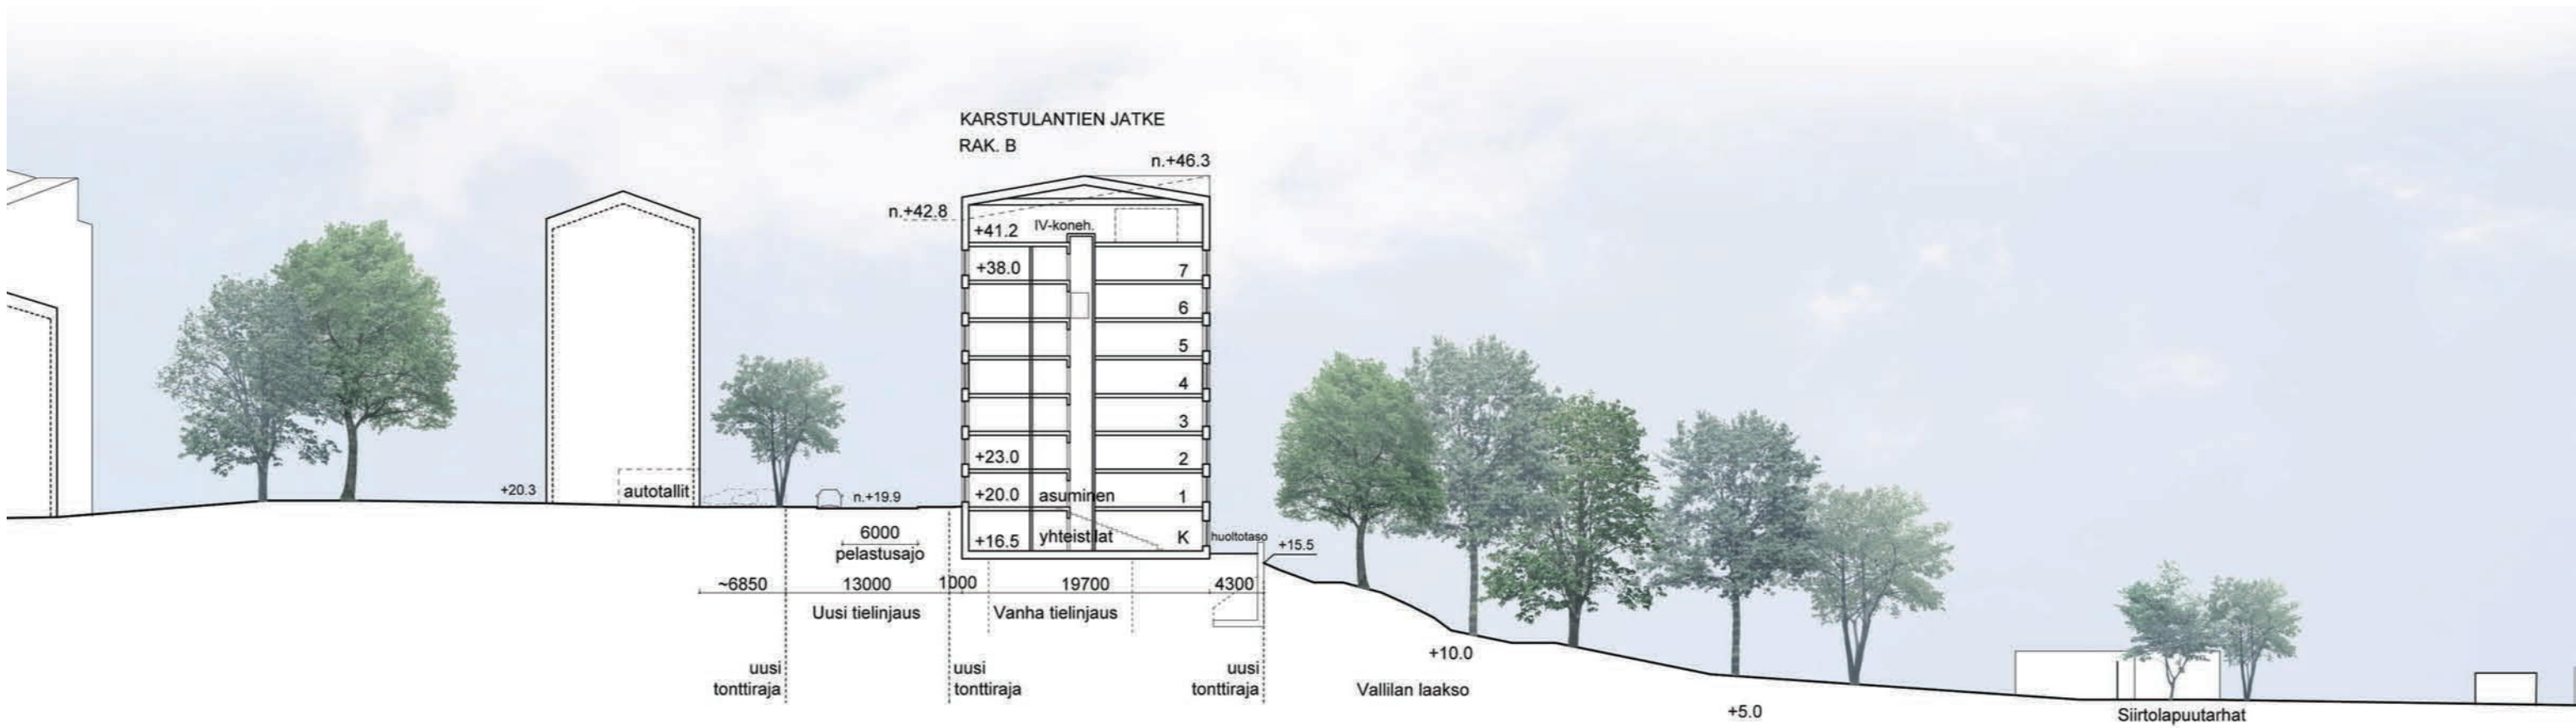 KARSTULANTIEN JATKE
RAK. B
n.+46.3
n.+42.8
+41.2 IV-koneh.
+38.0 7
6
5
4
3
+23.0 2
+20.3 autotallit n.+19.9 +20.0 asuminen 1
6000
pelastusajo
+16.5 yhteistilat K huoltotaso +15.5
~6850 13000 1000 19700 4300
Uusi tielinjaus Vanha tielinjaus
uusi
tonttiraja
uusi
tonttiraja
uusi
tonttiraja
+10.0
Vallilan laakso
+5.0
Siirtolapuutarhat